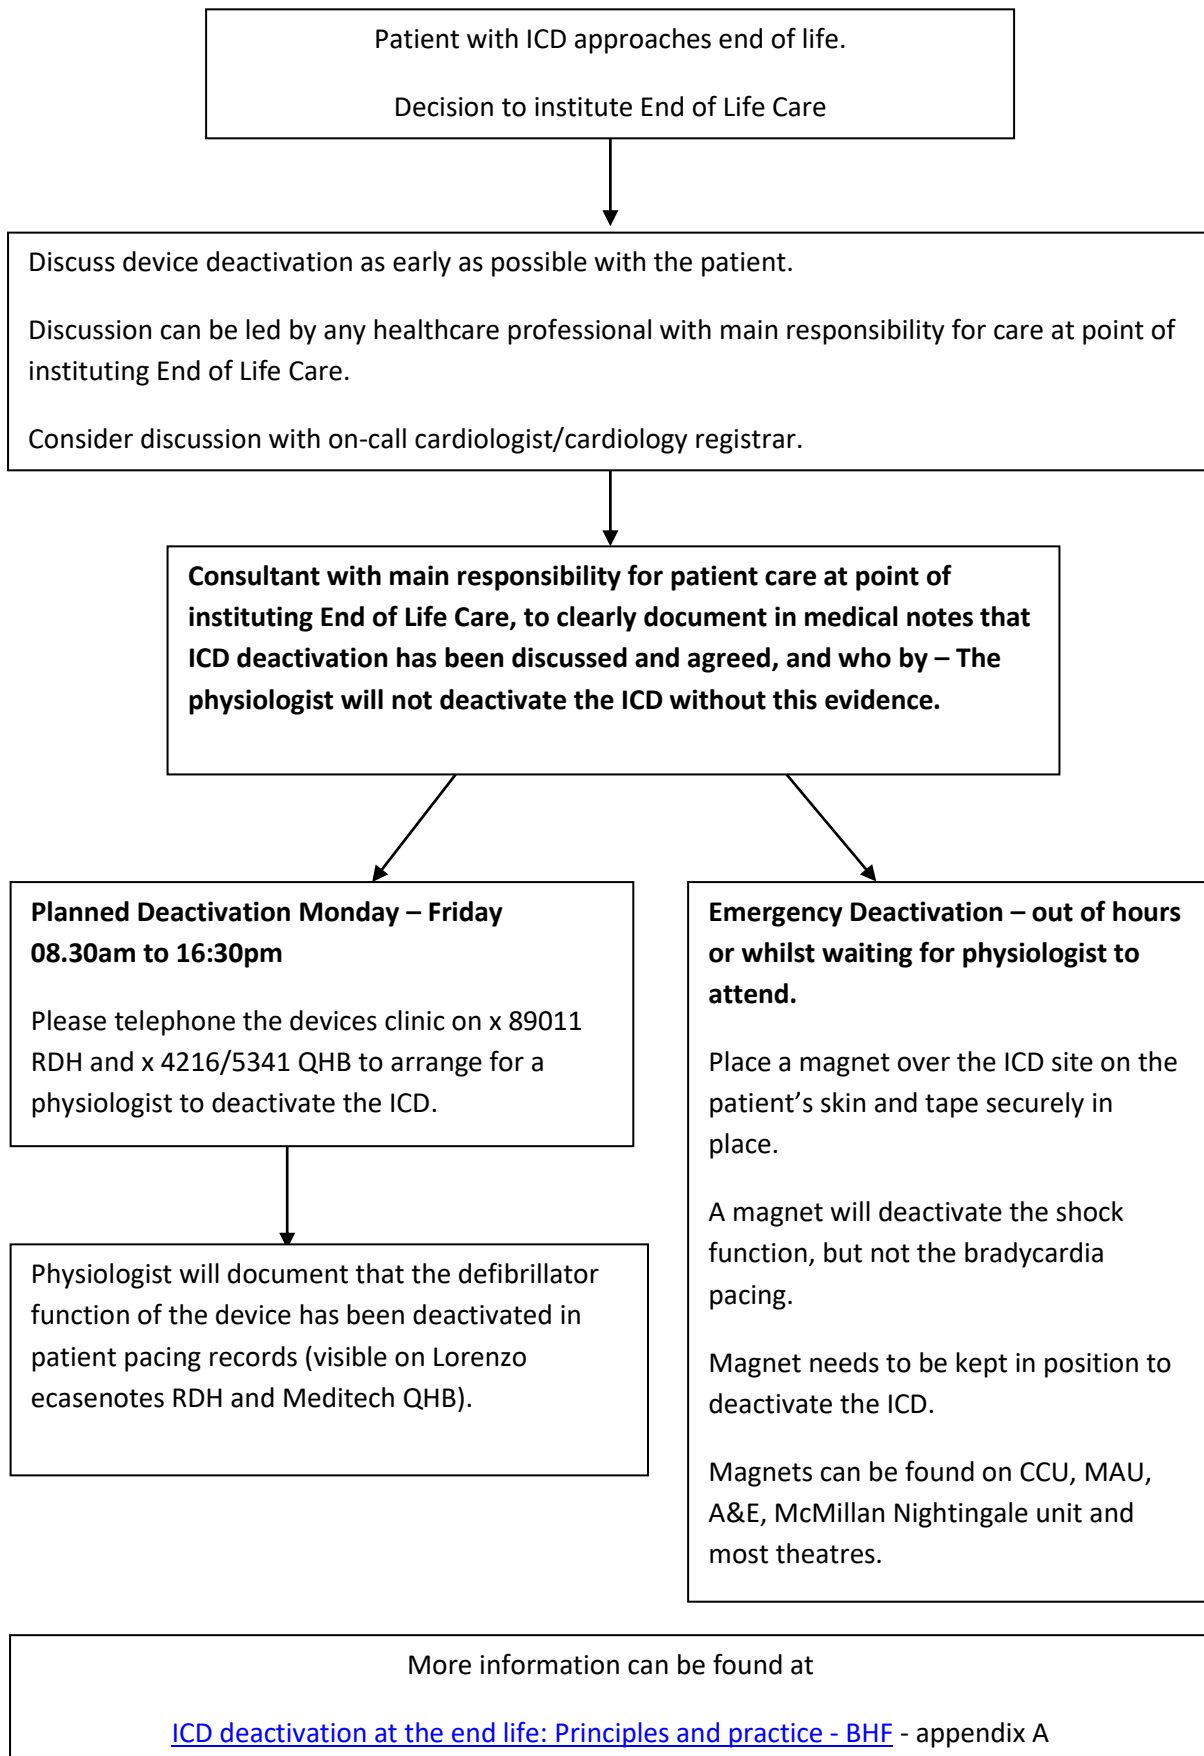 Patient with ICD approaches end of life.
Decision to institute End of Life Care
Discuss device deactivation as early as possible with the patient.
Discussion can be led by any healthcare professional with main responsibility for care at point of
instituting End of Life Care.
Consider discussion with on-call cardiologist/cardiology registrar.
Consultant with main responsibility for patient care at point of
instituting End of Life Care, to clearly document in medical notes that
ICD deactivation has been discussed and agreed, and who by – The
physiologist will not deactivate the ICD without this evidence.
Planned Deactivation Monday – Friday
08.30am to 16:30pm
Please telephone the devices clinic on x 89011
RDH and x 4216/5341 QHB to arrange for a
physiologist to deactivate the ICD.
Physiologist will document that the defibrillator
function of the device has been deactivated in
patient pacing records (visible on Lorenzo
ecasenotes RDH and Meditech QHB).
Emergency Deactivation – out of hours
or whilst waiting for physiologist to
attend.
Place a magnet over the ICD site on the
patient’s skin and tape securely in
place.
A magnet will deactivate the shock
function, but not the bradycardia
pacing.
Magnet needs to be kept in position to
deactivate the ICD.
Magnets can be found on CCU, MAU,
A&E, McMillan Nightingale unit and
most theatres.
More information can be found at
ICD deactivation at the end life: Principles and practice - BHF - appendix A